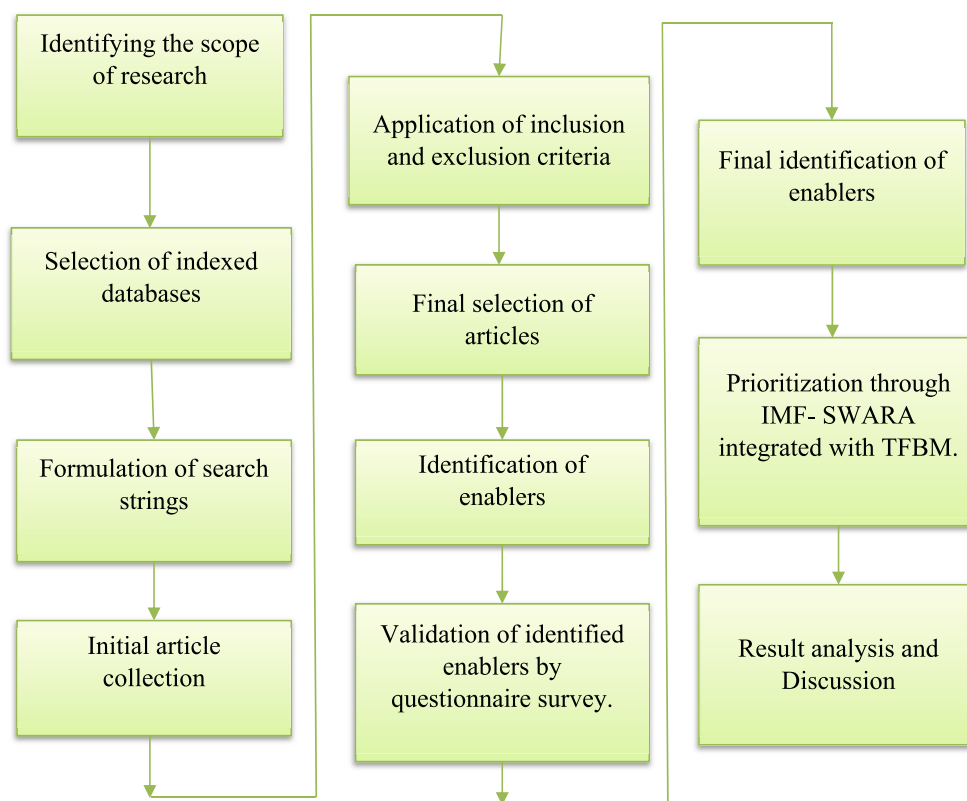 Identifying the scope
of research
Selection of indexed
databases
Formulation of search
strings
Initial article
collection
Application of inclusion
and exclusion criteria
Final selection of
articles
Identification of
enablers
Validation of identified
enablers by
questionnaire survey.
Final identification of
enablers
Prioritization through
IMF- SWARA
integrated with TFBM.
Result analysis and
Discussion